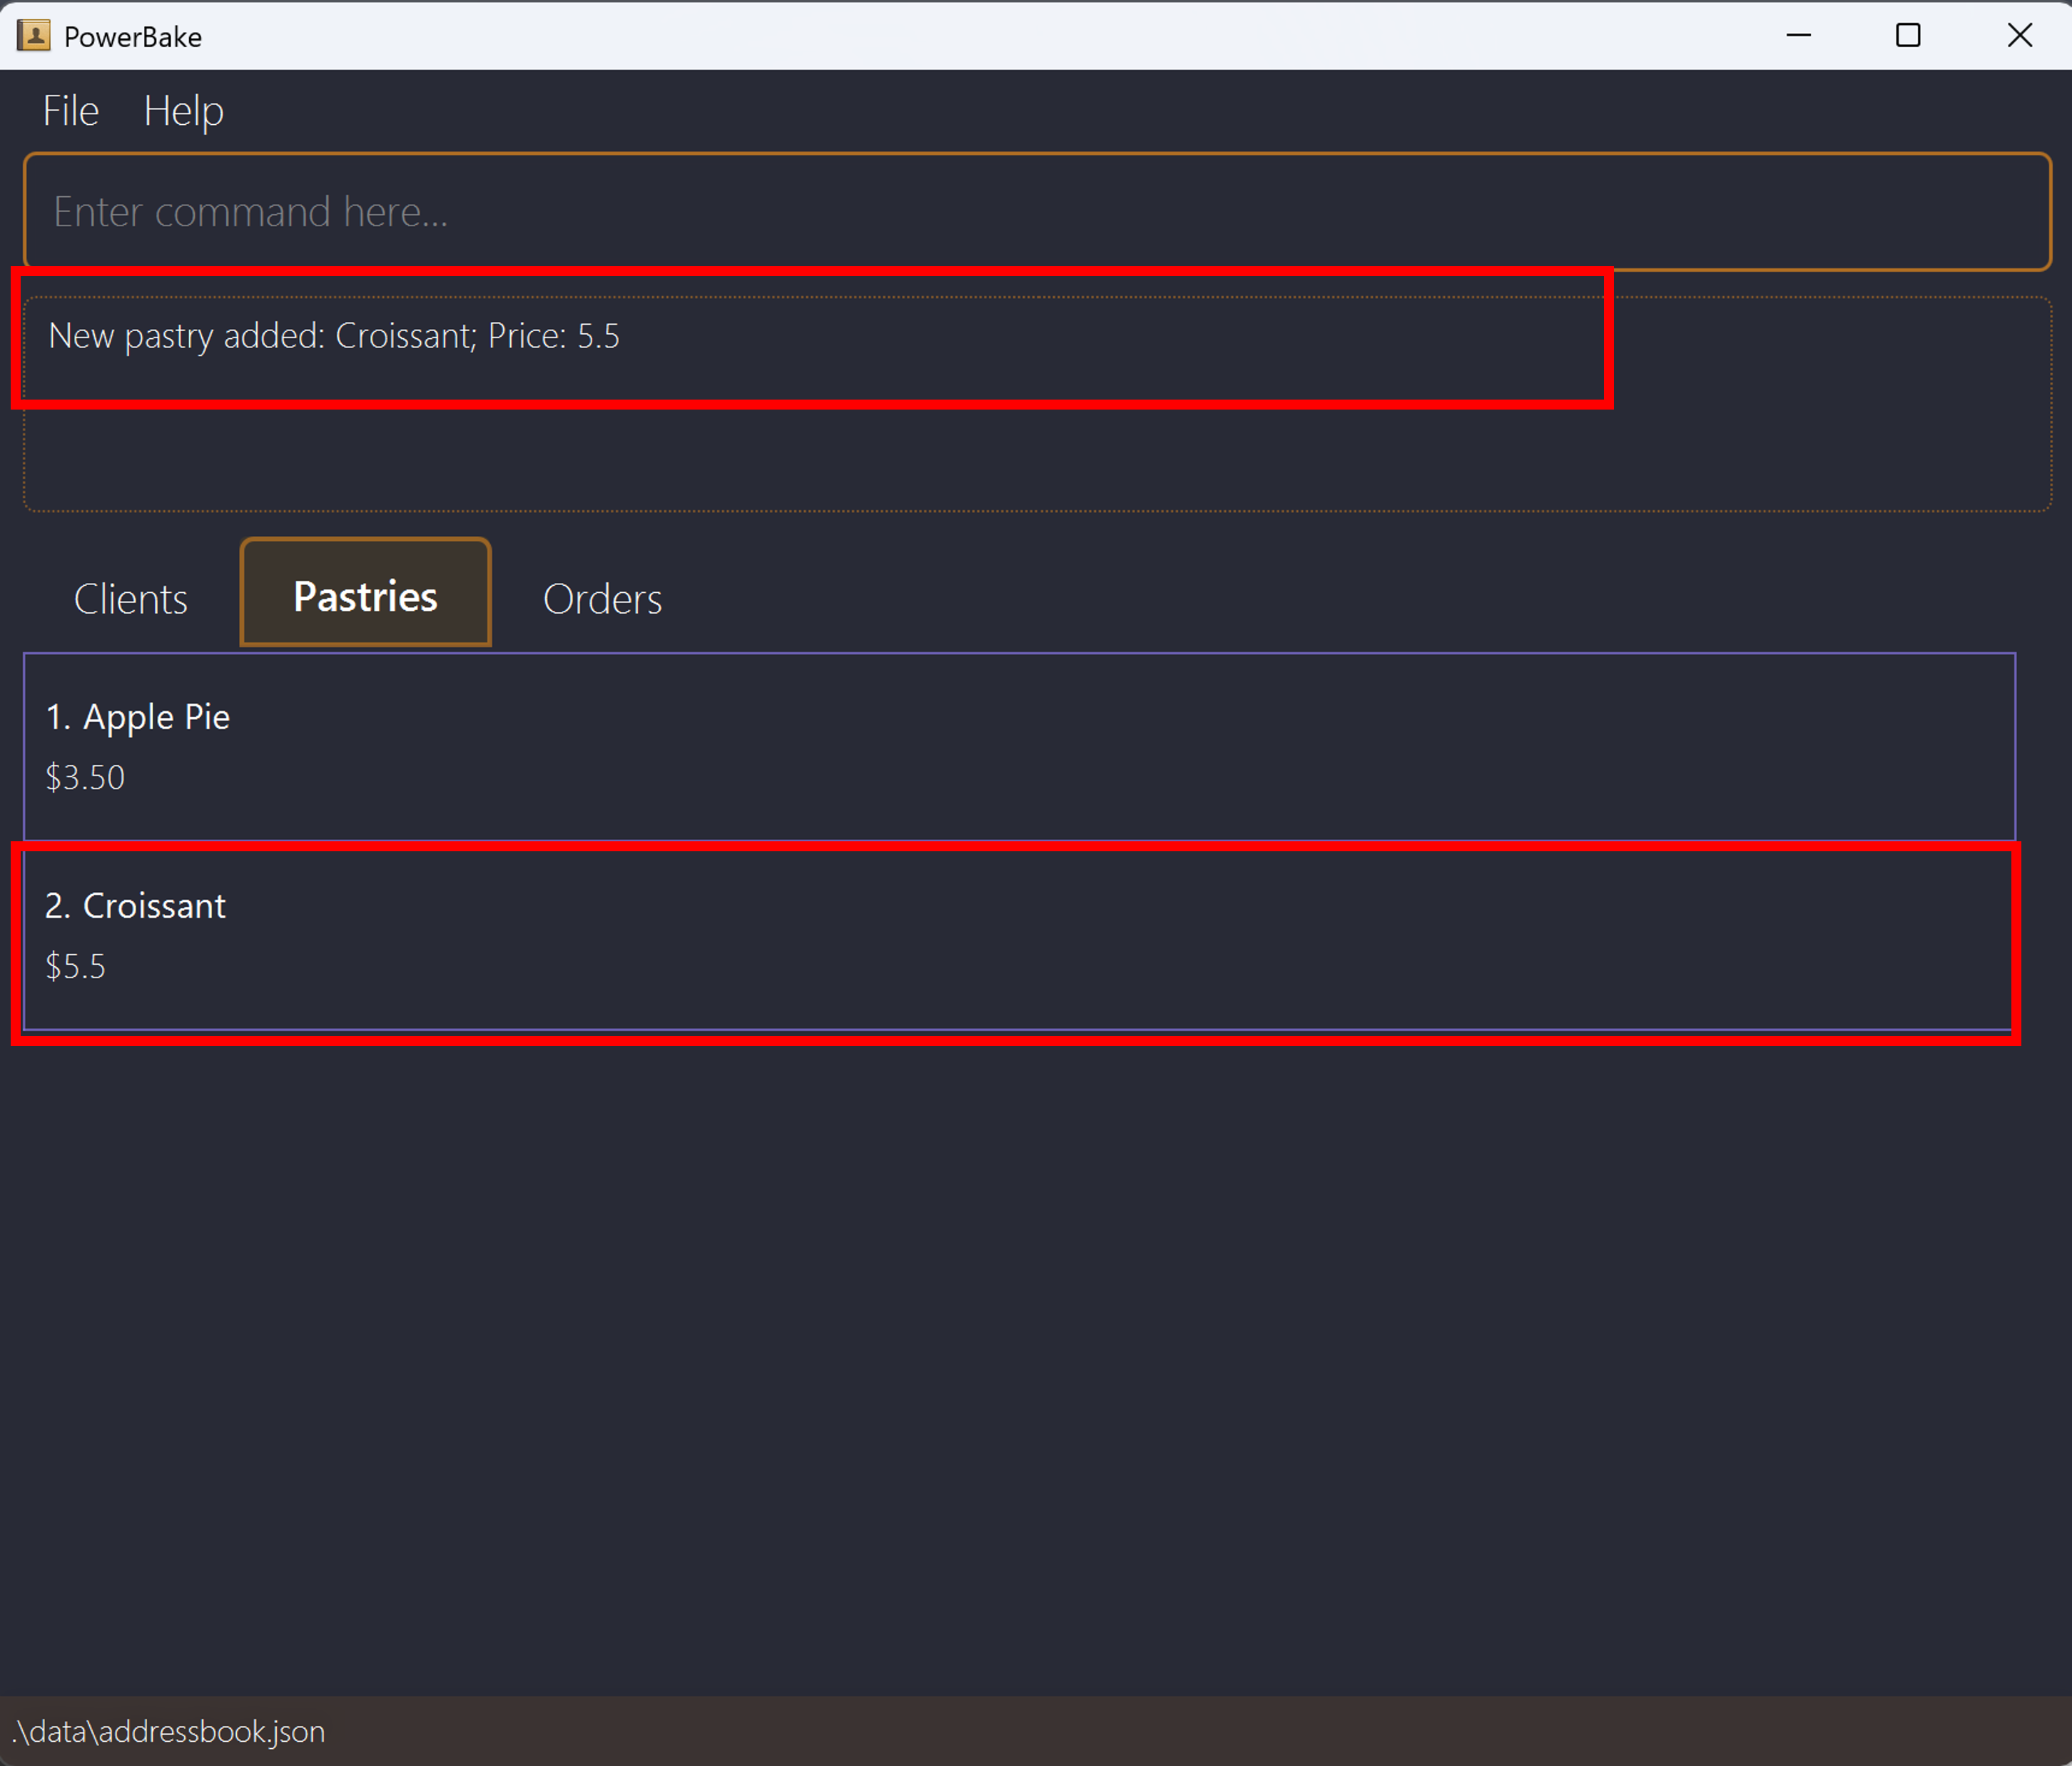 PowerBake
File Help
Enter command here...
New pastry added: Croissant; Price: 5.5
Clients Pastries Orders
1. Apple Pie
$3.50
2. Croissant
$5.5
.\data\addressbook.json